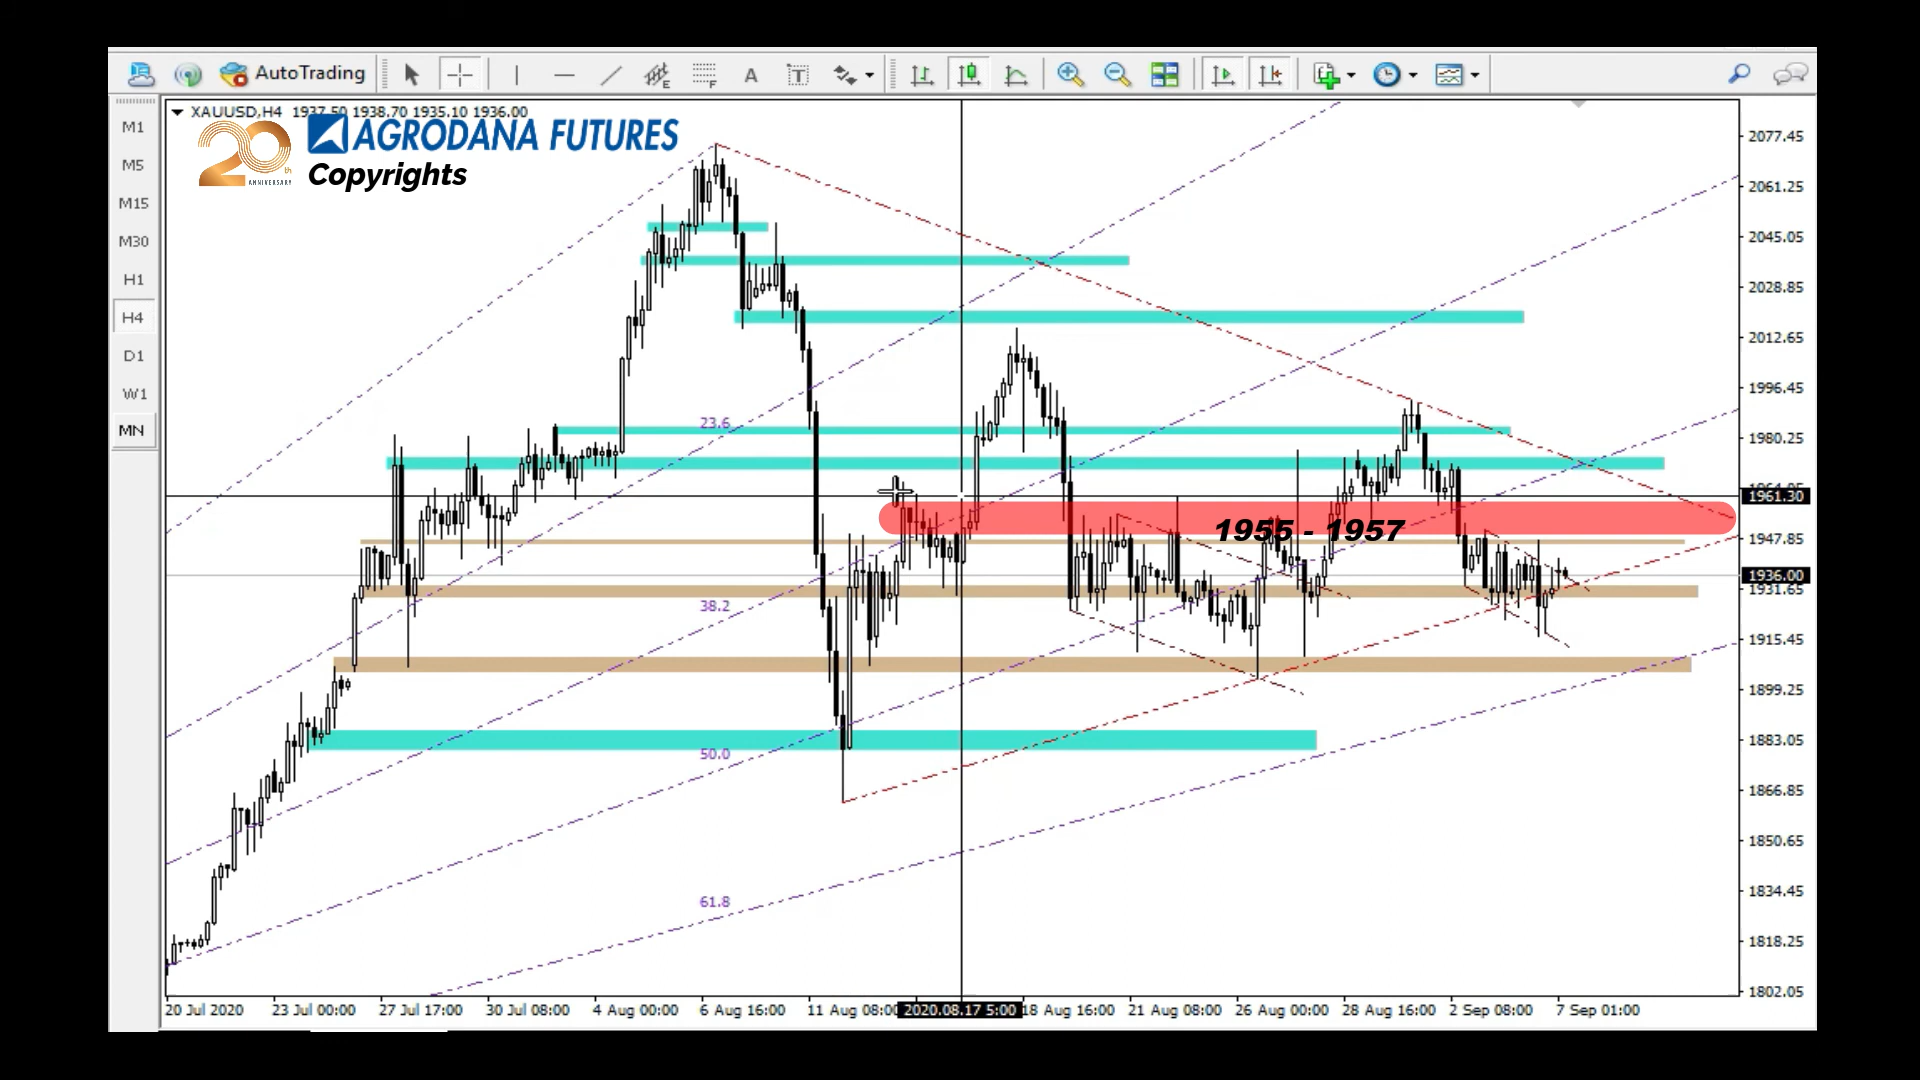 AutoTrading
A
T
E
F
M1
M5
M15
M30
H1
H4
D1
W1
MN
XAUUSD,H4 1937.50 1938.70 1935.10 1936.00
20th ANNIVERSARY
AGRODANA FUTURES
Copyrights
23.6
38.2
50.0
61.8
1955 - 1957
2077.45
2061.25
2045.05
2028.85
2012.65
1996.45
1980.25
1961.30
1947.85
1936.00
1931.65
1915.45
1899.25
1883.05
1866.85
1850.65
1834.45
1818.25
1802.05
20 Jul 2020 23 Jul 00:00 27 Jul 17:00 30 Jul 08:00 4 Aug 00:00 6 Aug 16:00 11 Aug 08:00 2020.08.17 5:00 18 Aug 16:00 21 Aug 08:00 26 Aug 00:00 28 Aug 16:00 2 Sep 08:00 7 Sep 01:00